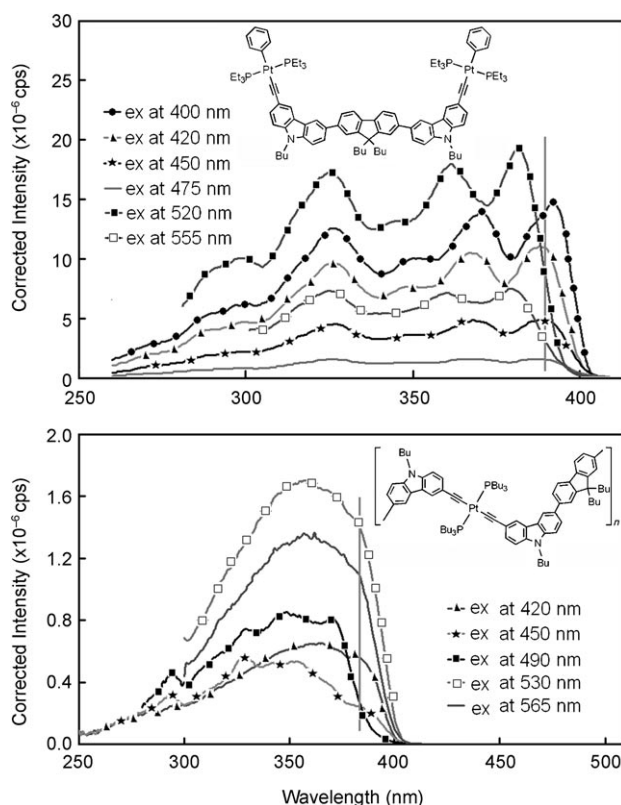 30
25
20
15
10
5
0
Corrected Intensity (x10⁻⁶ cps)
ex at 400 nm
ex at 420 nm
ex at 450 nm
ex at 475 nm
ex at 520 nm
ex at 555 nm
PEt₃ Pt PEt₃
PEt₃ Pt PEt₃
N N
Bu Bu Bu Bu
250 300 350 400
2.0
1.6
1.2
0.8
0.4
0.0
Corrected Intensity (x10⁻⁶ cps)
Bu
N
PBu₃
Pt
Bu₃P
Bu
Bu
N
Bu
n
ex at 420 nm
ex at 450 nm
ex at 490 nm
ex at 530 nm
ex at 565 nm
250 300 350 400 450 500
Wavelength (nm)